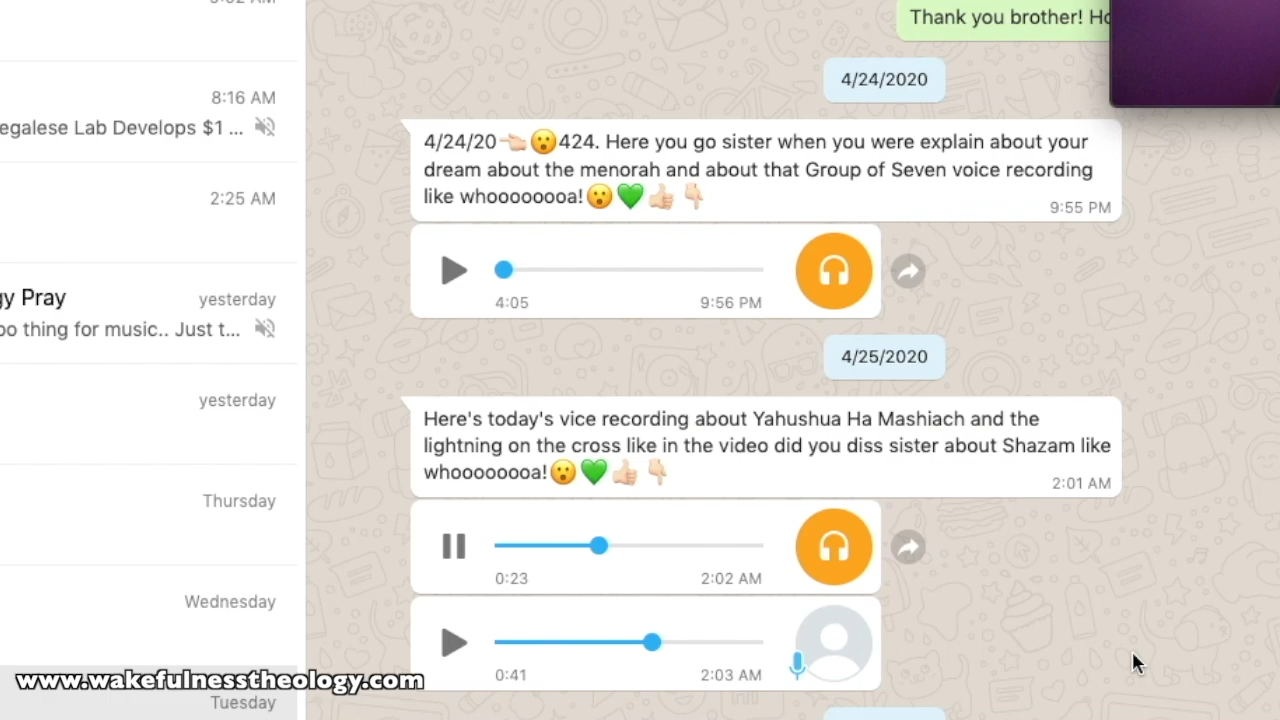 8:16 AM
egalese Lab Develops $1 ...
2:25 AM
gy Pray
yesterday
oo thing for music.. Just t...
yesterday
Thursday
Wednesday
Tuesday
www.wakefulnesstheology.com
Thank you brother! Ho
4/24/2020
4/24/20👈🏻😮424. Here you go sister when you were explain about your
dream about the menorah and about that Group of Seven voice recording
like whoooooooa!😮💚👍🏻👇🏻
9:55 PM
4:05
9:56 PM
4/25/2020
Here's today's vice recording about Yahushua Ha Mashiach and the
lightning on the cross like in the video did you diss sister about Shazam like
whoooooooa!😮💚👍🏻👇🏻
2:01 AM
0:23
2:02 AM
0:41
2:03 AM